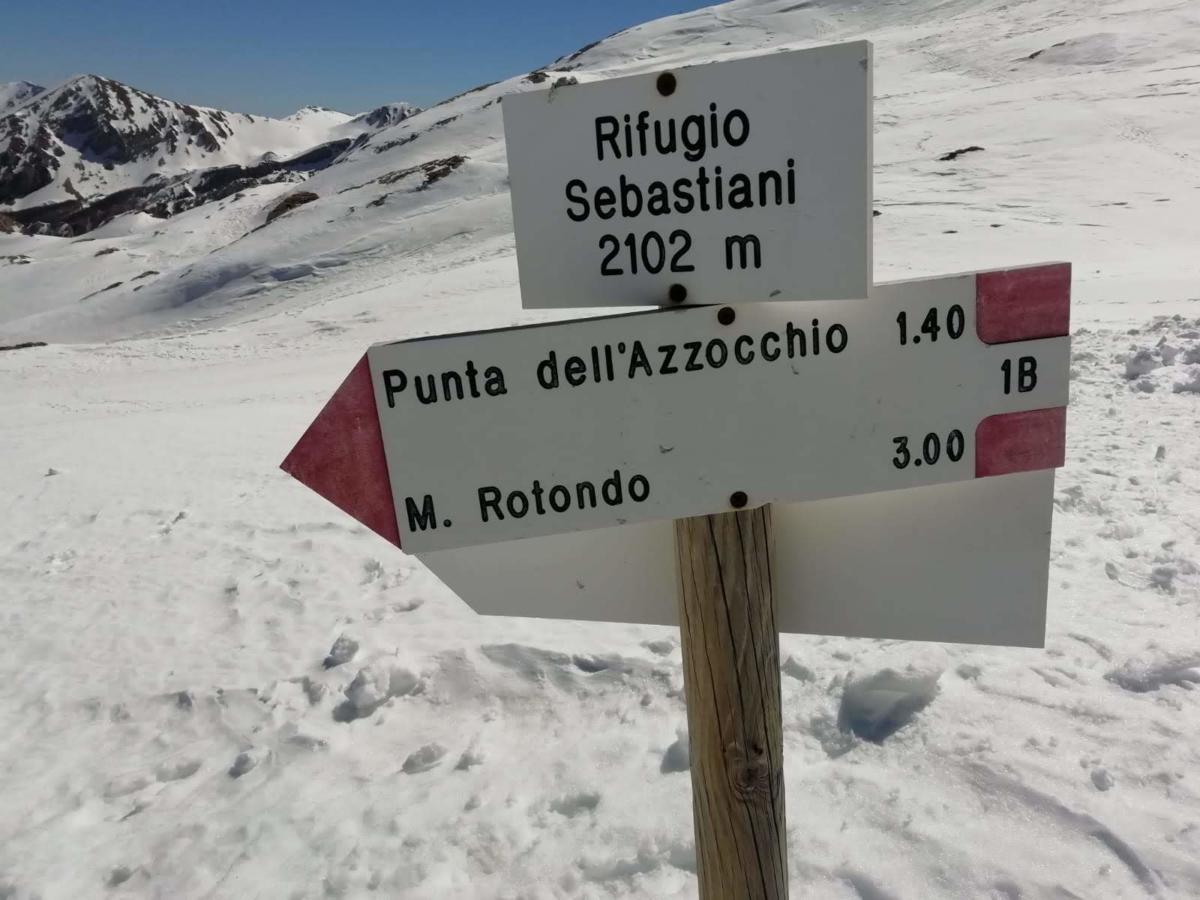 Rifugio
Sebastiani
2102 m
Punta dell'Azzocchio 1.40
1B
M. Rotondo 3.00